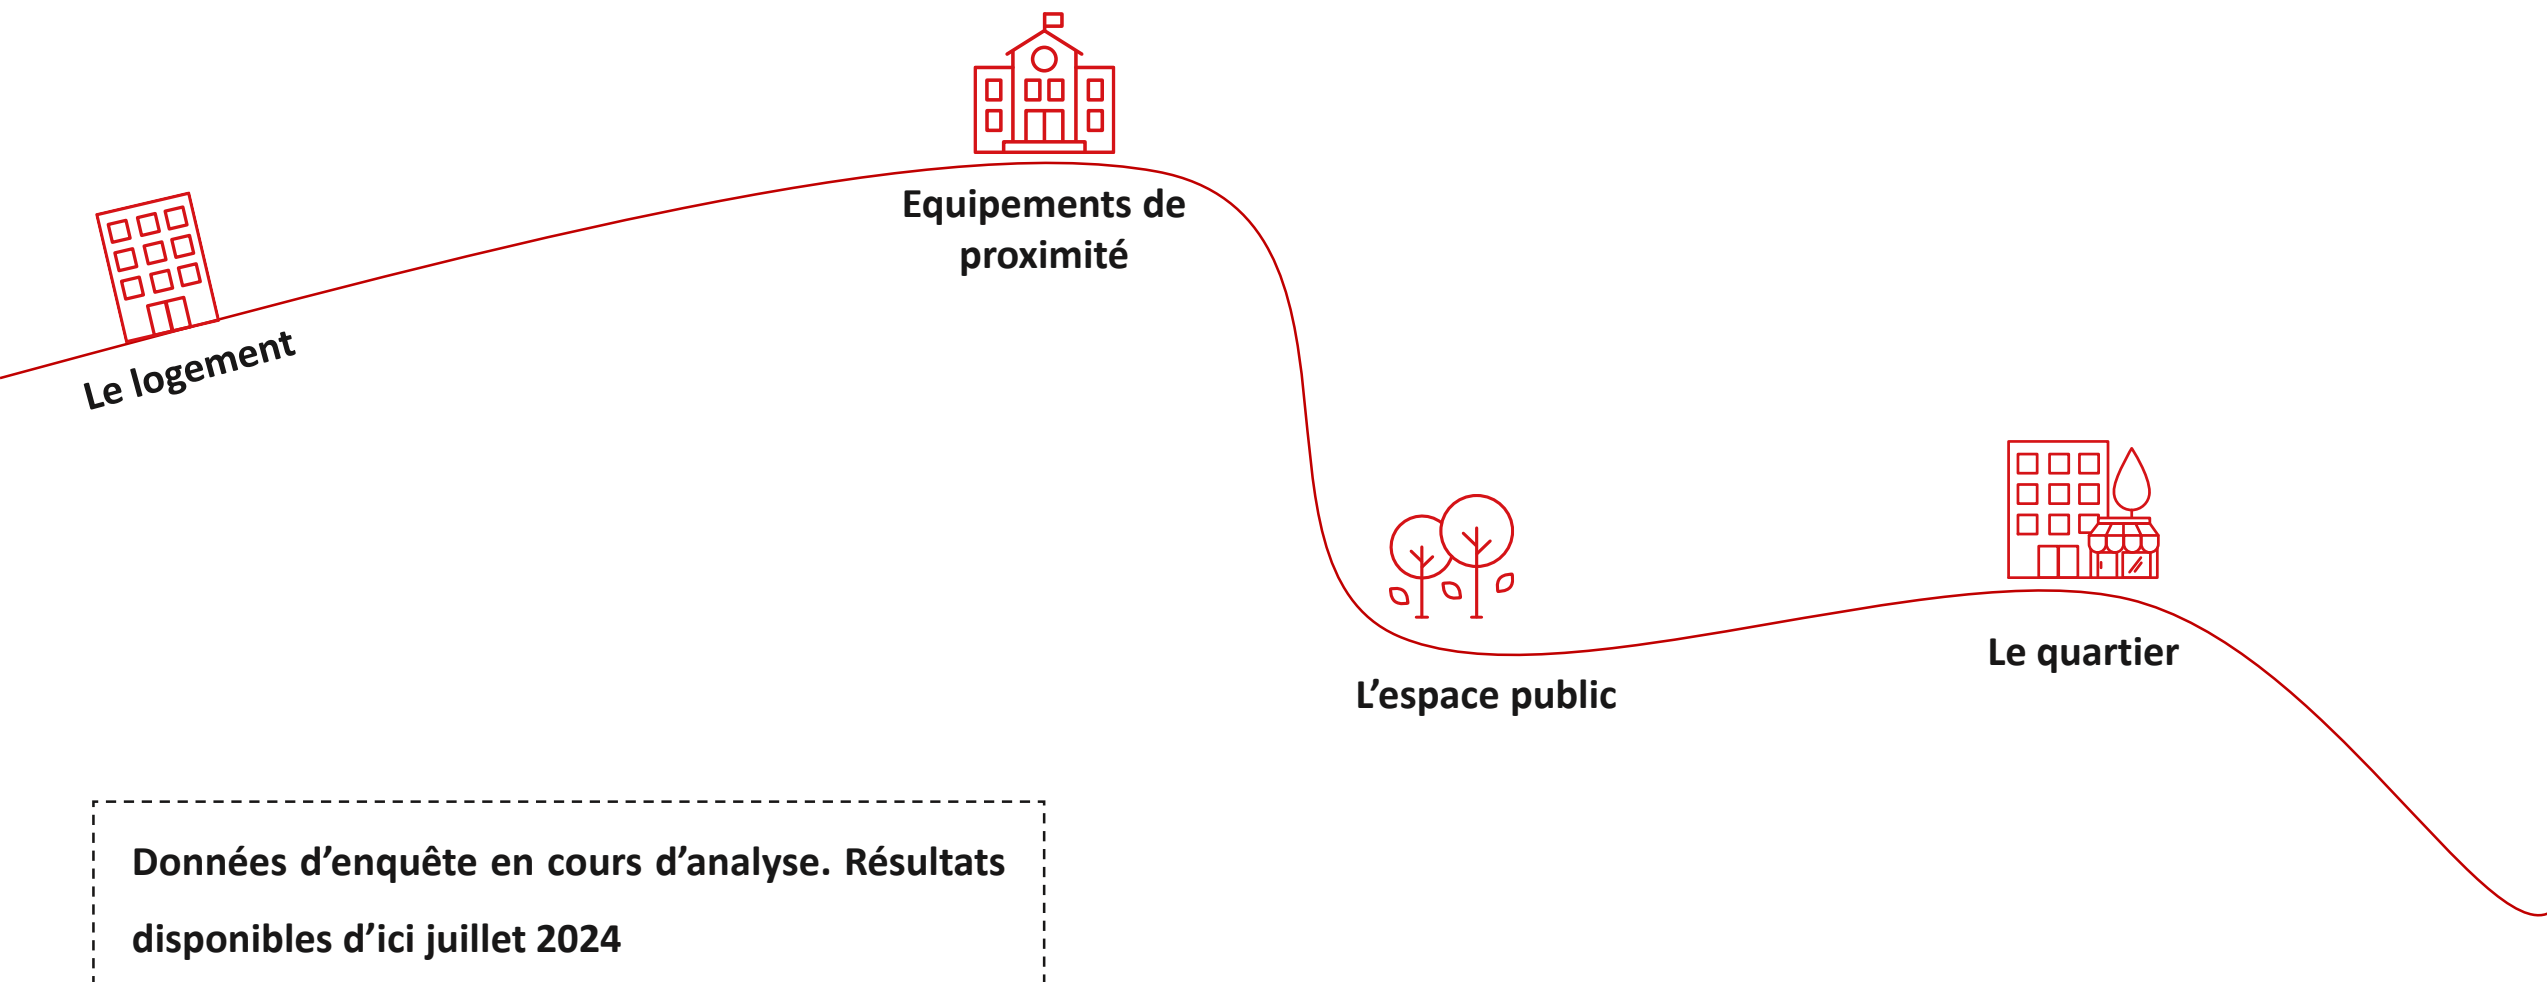 Le logement
Equipements de
proximité
L’espace public
Le quartier
Données d’enquête en cours d’analyse. Résultats
disponibles d’ici juillet 2024